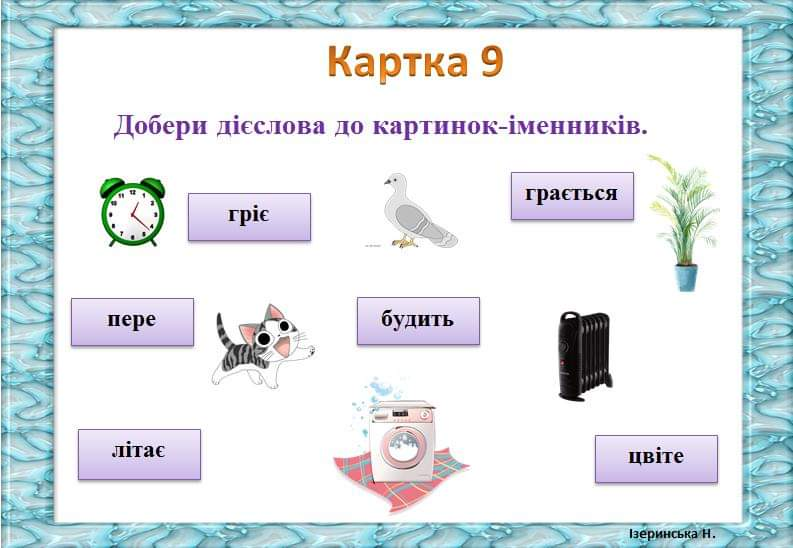 Картка 9
Добери дієслова до картинок-іменників.
гріє
грається
пере
будить
літає
цвіте
Ізеринська Н.